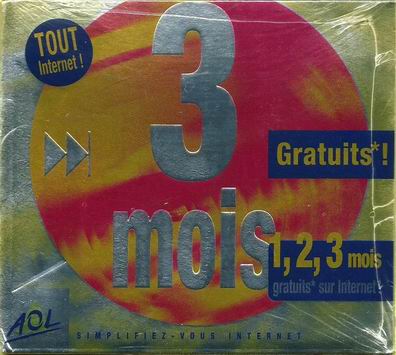 TOUT
Internet !
3
mois
Gratuits*!
1, 2, 3 mois
gratuits* sur Internet
AOL
SIMPLIFIEZ-VOUS INTERNET